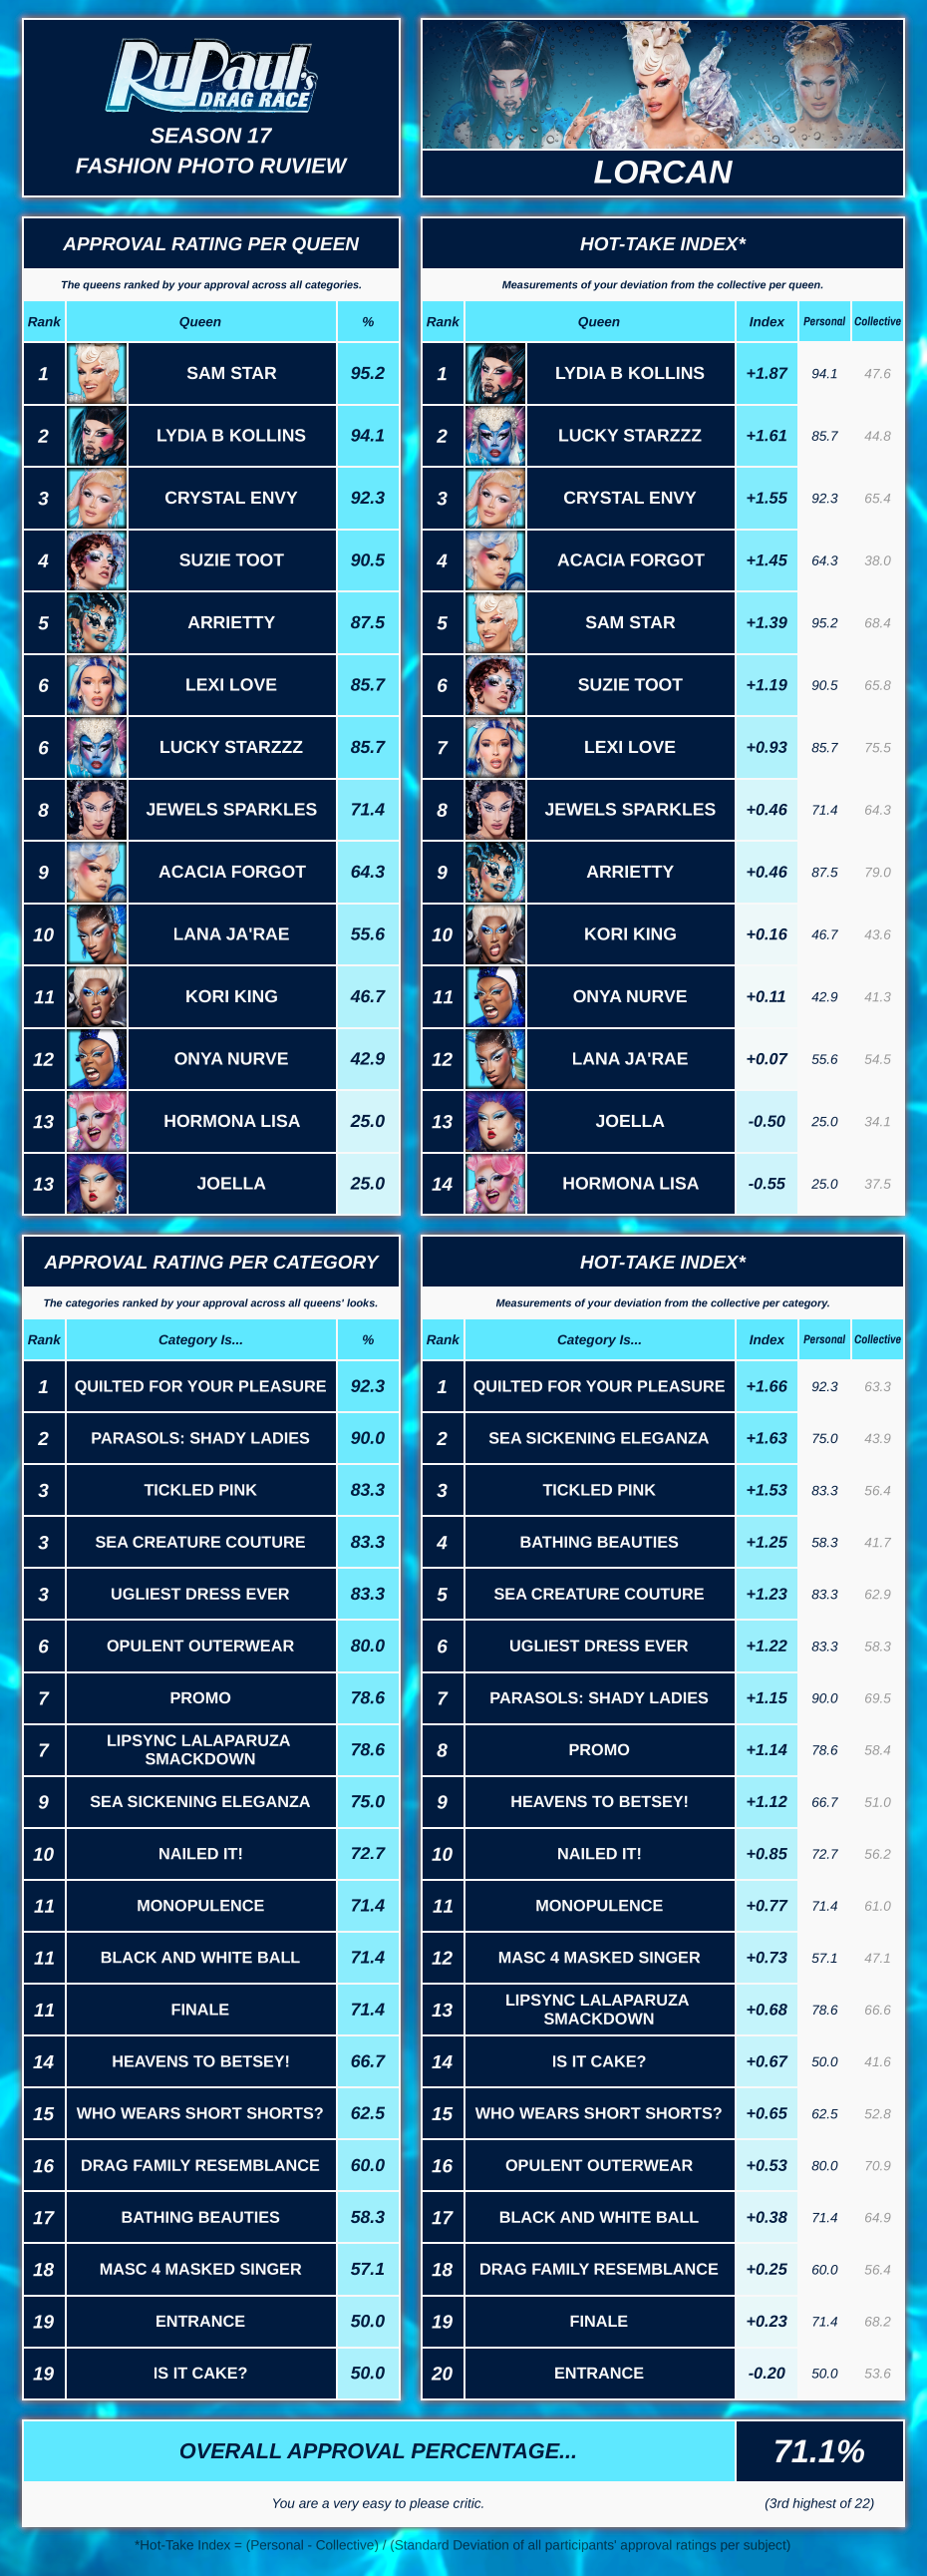 RuPaul's
DRAG RACE
SEASON 17
FASHION PHOTO RUVIEW
LORCAN
APPROVAL RATING PER QUEEN
The queens ranked by your approval across all categories.
Rank Queen %
1 SAM STAR 95.2
2 LYDIA B KOLLINS 94.1
3 CRYSTAL ENVY 92.3
4 SUZIE TOOT 90.5
5 ARRIETTY 87.5
6 LEXI LOVE 85.7
6 LUCKY STARZZZ 85.7
8 JEWELS SPARKLES 71.4
9 ACACIA FORGOT 64.3
10 LANA JA'RAE 55.6
11 KORI KING 46.7
12 ONYA NURVE 42.9
13 HORMONA LISA 25.0
13 JOELLA 25.0
HOT-TAKE INDEX*
Measurements of your deviation from the collective per queen.
Rank Queen Index Personal Collective
1 LYDIA B KOLLINS +1.87 94.1 47.6
2 LUCKY STARZZZ +1.61 85.7 44.8
3 CRYSTAL ENVY +1.55 92.3 65.4
4 ACACIA FORGOT +1.45 64.3 38.0
5 SAM STAR +1.39 95.2 68.4
6 SUZIE TOOT +1.19 90.5 65.8
7 LEXI LOVE +0.93 85.7 75.5
8 JEWELS SPARKLES +0.46 71.4 64.3
9 ARRIETTY +0.46 87.5 79.0
10 KORI KING +0.16 46.7 43.6
11 ONYA NURVE +0.11 42.9 41.3
12 LANA JA'RAE +0.07 55.6 54.5
13 JOELLA -0.50 25.0 34.1
14 HORMONA LISA -0.55 25.0 37.5
APPROVAL RATING PER CATEGORY
The categories ranked by your approval across all queens' looks.
Rank Category Is... %
1 QUILTED FOR YOUR PLEASURE 92.3
2 PARASOLS: SHADY LADIES 90.0
3 TICKLED PINK 83.3
3 SEA CREATURE COUTURE 83.3
3 UGLIEST DRESS EVER 83.3
6 OPULENT OUTERWEAR 80.0
7 PROMO 78.6
7 LIPSYNC LALAPARUZA
SMACKDOWN 78.6
9 SEA SICKENING ELEGANZA 75.0
10 NAILED IT! 72.7
11 MONOPULENCE 71.4
11 BLACK AND WHITE BALL 71.4
11 FINALE 71.4
14 HEAVENS TO BETSEY! 66.7
15 WHO WEARS SHORT SHORTS? 62.5
16 DRAG FAMILY RESEMBLANCE 60.0
17 BATHING BEAUTIES 58.3
18 MASC 4 MASKED SINGER 57.1
19 ENTRANCE 50.0
19 IS IT CAKE? 50.0
HOT-TAKE INDEX*
Measurements of your deviation from the collective per category.
Rank Category Is... Index Personal Collective
1 QUILTED FOR YOUR PLEASURE +1.66 92.3 63.3
2 SEA SICKENING ELEGANZA +1.63 75.0 43.9
3 TICKLED PINK +1.53 83.3 56.4
4 BATHING BEAUTIES +1.25 58.3 41.7
5 SEA CREATURE COUTURE +1.23 83.3 62.9
6 UGLIEST DRESS EVER +1.22 83.3 58.3
7 PARASOLS: SHADY LADIES +1.15 90.0 69.5
8 PROMO +1.14 78.6 58.4
9 HEAVENS TO BETSEY! +1.12 66.7 51.0
10 NAILED IT! +0.85 72.7 56.2
11 MONOPULENCE +0.77 71.4 61.0
12 MASC 4 MASKED SINGER +0.73 57.1 47.1
13 LIPSYNC LALAPARUZA
SMACKDOWN +0.68 78.6 66.6
14 IS IT CAKE? +0.67 50.0 41.6
15 WHO WEARS SHORT SHORTS? +0.65 62.5 52.8
16 OPULENT OUTERWEAR +0.53 80.0 70.9
17 BLACK AND WHITE BALL +0.38 71.4 64.9
18 DRAG FAMILY RESEMBLANCE +0.25 60.0 56.4
19 FINALE +0.23 71.4 68.2
20 ENTRANCE -0.20 50.0 53.6
OVERALL APPROVAL PERCENTAGE... 71.1%
You are a very easy to please critic. (3rd highest of 22)
*Hot-Take Index = (Personal - Collective) / (Standard Deviation of all participants' approval ratings per subject)